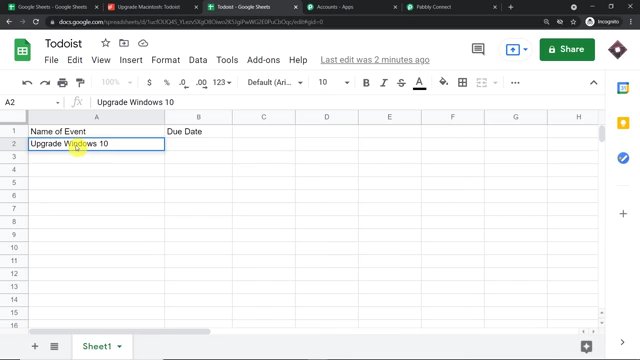 Google Sheets - Google Sheets
Upgrade Macintosh: Todoist
Todoist - Google Sheets
Accounts - Apps
Pabbly Connect
Incognito
Todoist
Share
File Edit View Insert Format Data Tools Add-ons Help Last edit was 2 minutes ago
100% $ % .0 .00 123 Default (Ari... 10 B I S A
A2 fx Upgrade Windows 10
A B C D E F G H
1 Name of Event Due Date
2 Upgrade Windows 10
3
4
5
6
7
8
9
10
11
12
13
14
15
16
Sheet1